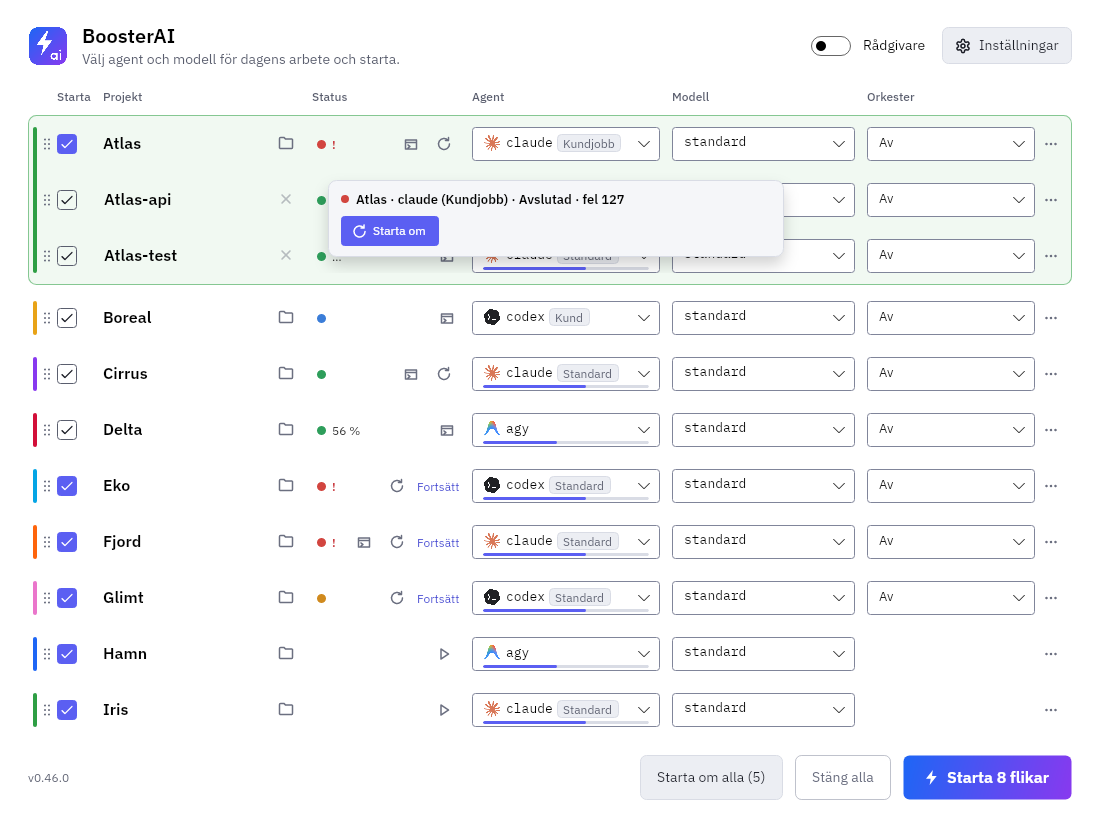 ai
BoosterAI
Välj agent och modell för dagens arbete och starta.
Rådgivare
Inställningar
Starta Projekt Status Agent Modell Orkester
Atlas ! claude Kundjobb standard Av
Atlas-api Av
Atlas · claude (Kundjobb) · Avslutad · fel 127
Starta om
Atlas-test ... claude Standard standard Av
Boreal codex Kund standard Av
Cirrus claude Standard standard Av
Delta 56 % agy standard Av
Eko ! Fortsätt codex Standard standard Av
Fjord ! Fortsätt claude Standard standard Av
Glimt Fortsätt codex Standard standard Av
Hamn agy standard
Iris claude Standard standard
v0.46.0
Starta om alla (5)
Stäng alla
Starta 8 flikar